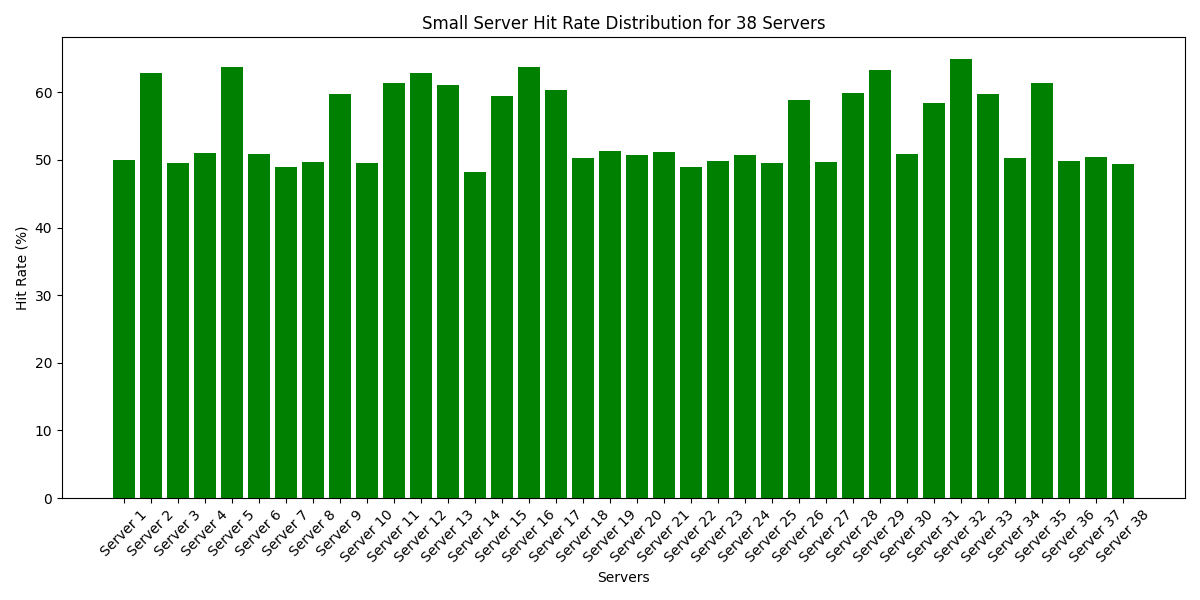 Small Server Hit Rate Distribution for 38 Servers
60
50
40
30
20
10
0
Hit Rate (%)
Server 1
Server 2
Server 3
Server 4
Server 5
Server 6
Server 7
Server 8
Server 9
Server 10
Server 11
Server 12
Server 13
Server 14
Server 15
Server 16
Server 17
Server 18
Server 19
Server 20
Server 21
Server 22
Server 23
Server 24
Server 25
Server 26
Server 27
Server 28
Server 29
Server 30
Server 31
Server 32
Server 33
Server 34
Server 35
Server 36
Server 37
Server 38
Servers